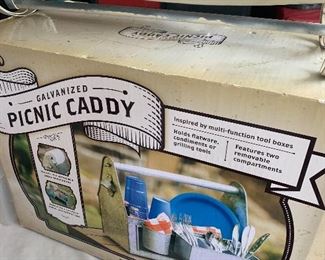 GALVANIZED
PICNIC CADDY
Inspired by multi-function tool boxes
Holds flatware,
condiments or
grilling tools
Features two
removable
compartments